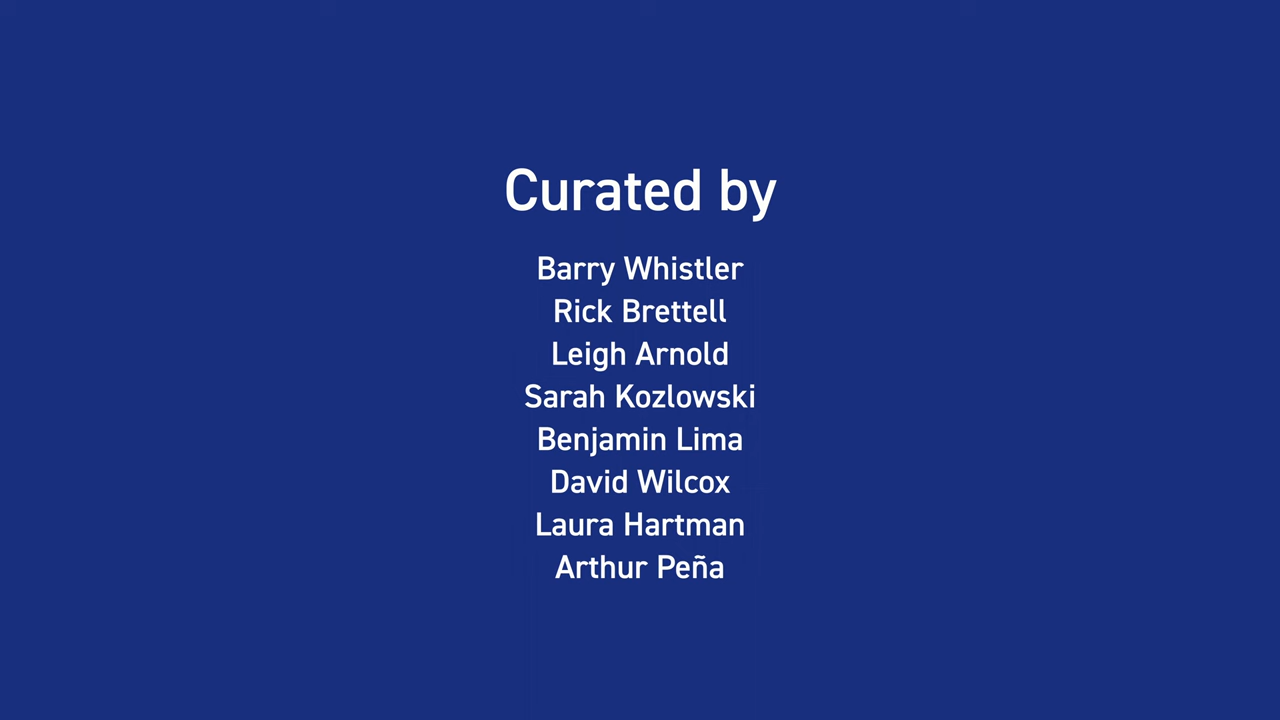 Curated by
Barry Whistler
Rick Brettell
Leigh Arnold
Sarah Kozlowski
Benjamin Lima
David Wilcox
Laura Hartman
Arthur Peña